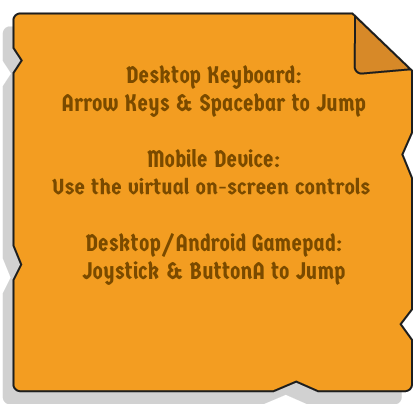 Desktop Keyboard:
Arrow Keys & Spacebar to Jump
Mobile Device:
Use the virtual on-screen controls
Desktop/Android Gamepad:
Joystick & ButtonA to Jump